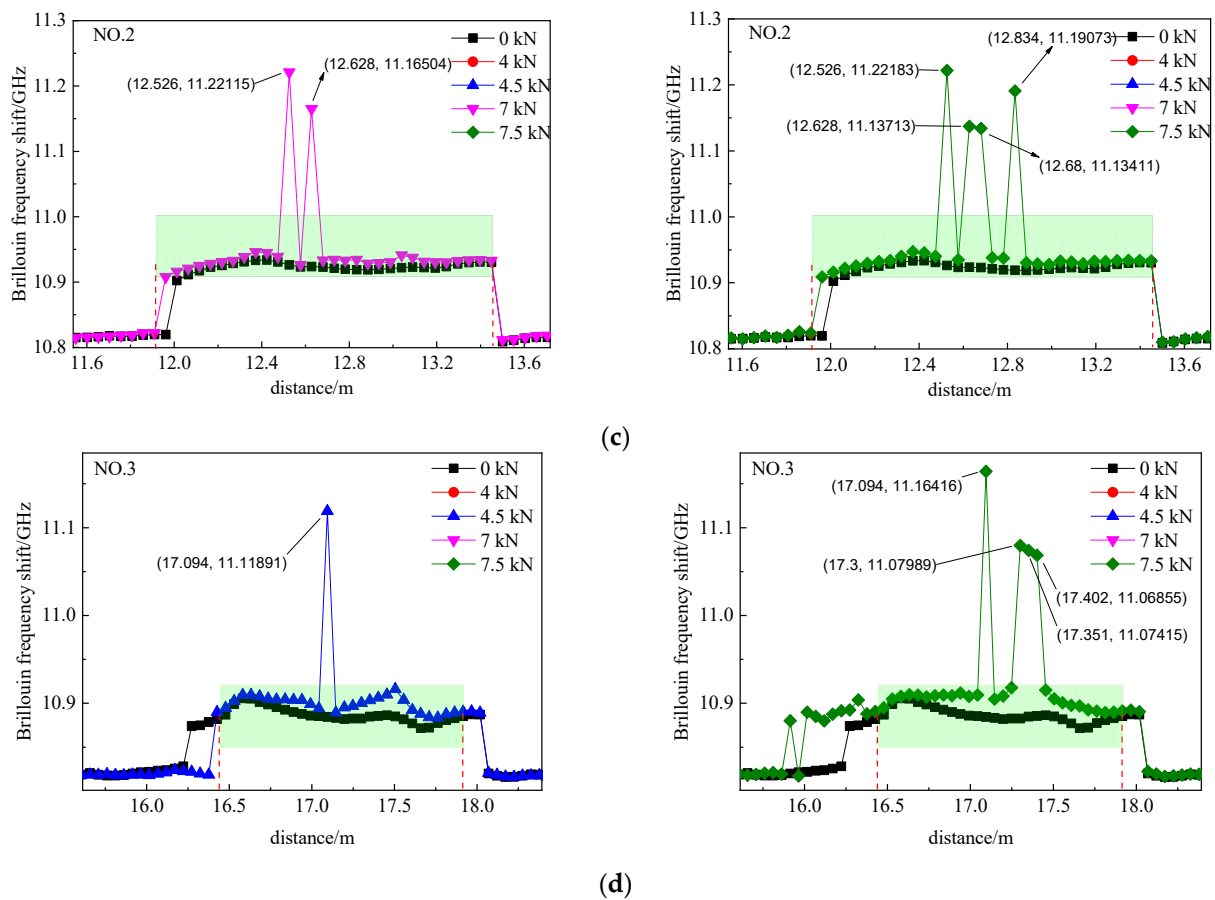 NO.2
0 kN
4 kN
4.5 kN
7 kN
7.5 kN
(12.526, 11.22115)
(12.628, 11.16504)
Brillouin frequency shift/GHz
11.3
11.2
11.1
11.0
10.9
10.8
11.6 12.0 12.4 12.8 13.2 13.6
distance/m
NO.2
0 kN
4 kN
4.5 kN
7 kN
7.5 kN
(12.834, 11.19073)
(12.526, 11.22183)
(12.628, 11.13713)
(12.68, 11.13411)
Brillouin frequency shift/GHz
11.3
11.2
11.1
11.0
10.9
10.8
11.6 12.0 12.4 12.8 13.2 13.6
distance/m
(c)
NO.3
0 kN
4 kN
4.5 kN
7 kN
7.5 kN
(17.094, 11.11891)
Brillouin frequency shift/GHz
11.1
11.0
10.9
16.0 16.5 17.0 17.5 18.0
distance/m
NO.3
0 kN
4 kN
4.5 kN
7 kN
7.5 kN
(17.094, 11.16416)
(17.3, 11.07989)
(17.402, 11.06855)
(17.351, 11.07415)
Brillouin frequency shift/GHz
11.1
11.0
10.9
16.0 16.5 17.0 17.5 18.0
distance/m
(d)